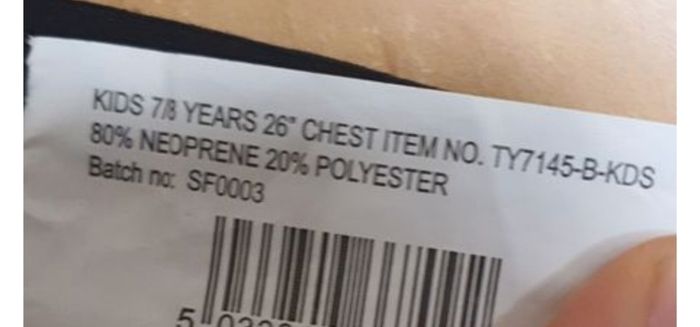 KIDS 7/8 YEARS 26" CHEST ITEM NO. TY7145-B-KDS
80% NEOPRENE 20% POLYESTER
Batch no: SF0003